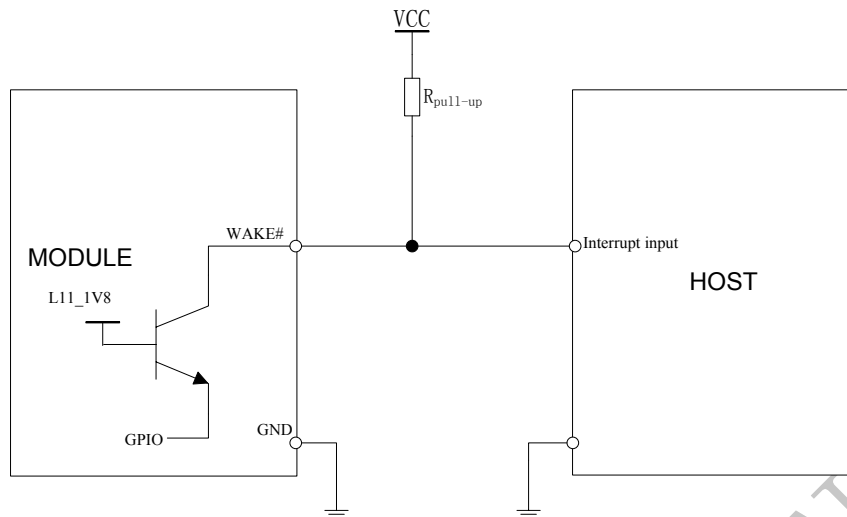 VCC
Rpull-up
WAKE#
Interrupt input
MODULE
HOST
L11_1V8
GPIO
GND